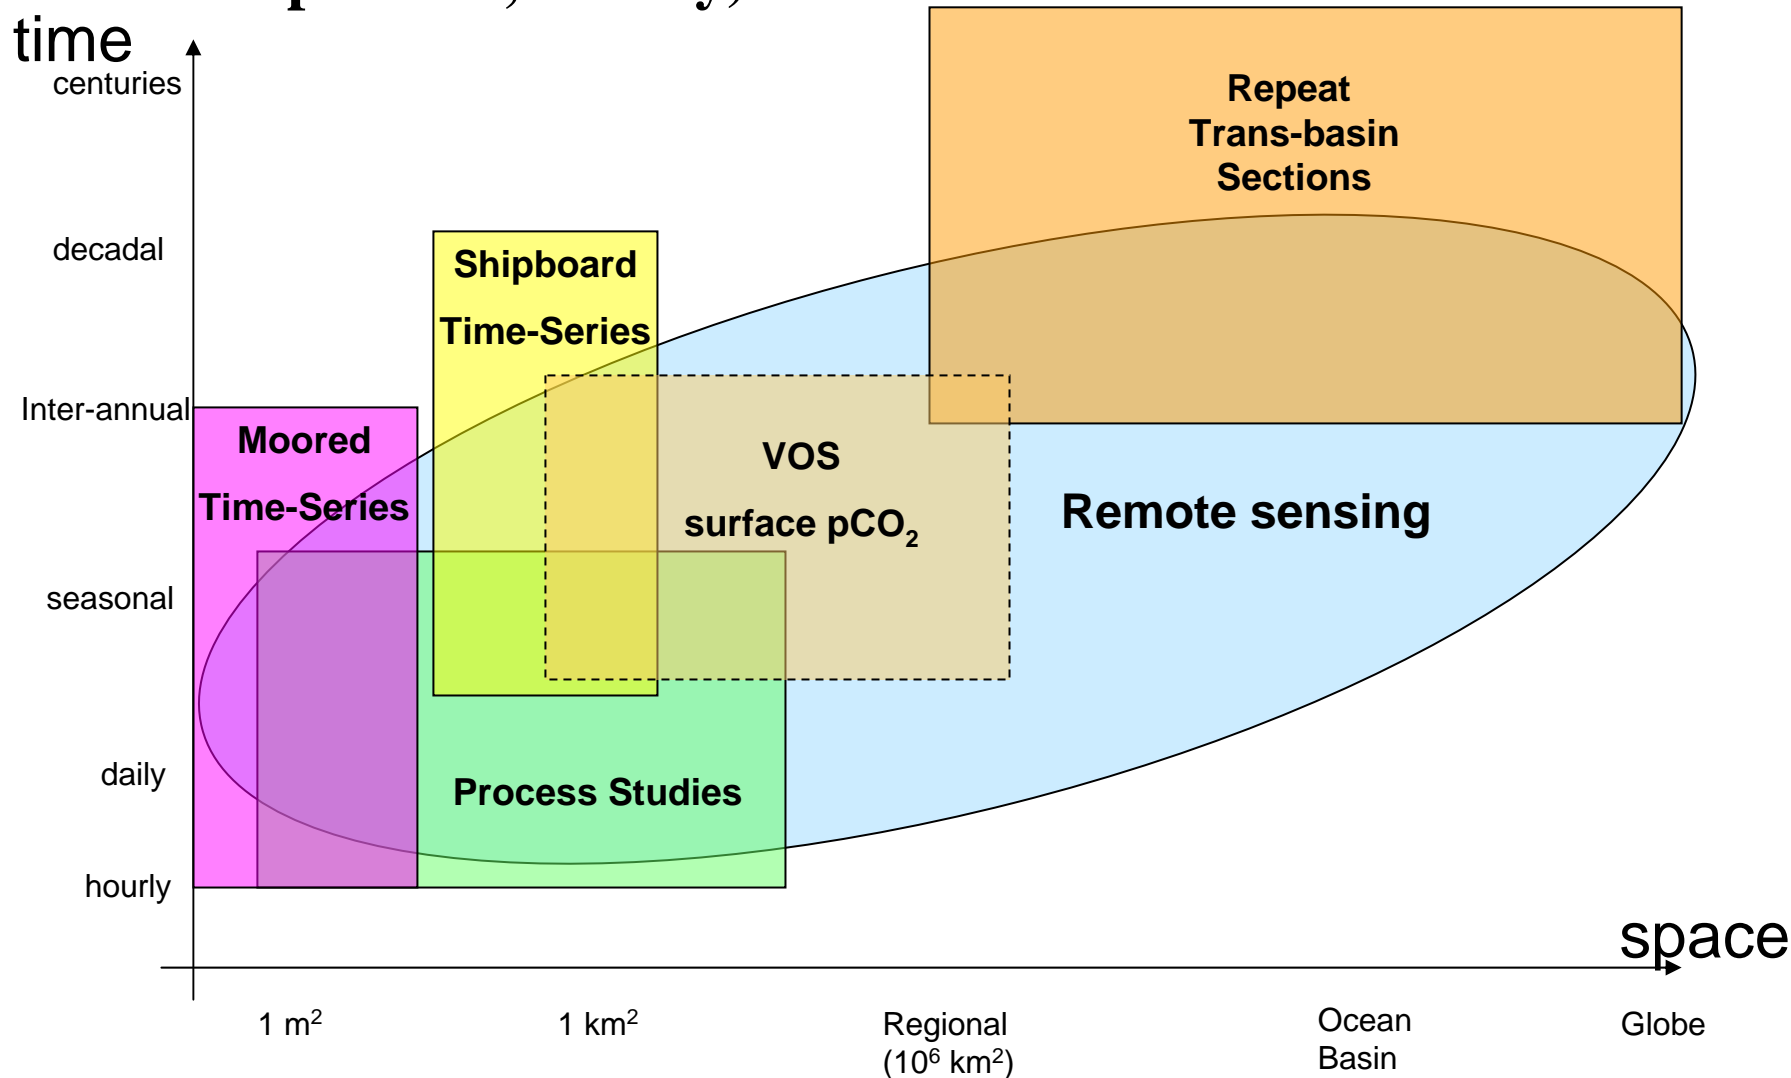 time
centuries
decadal
Inter-annual
seasonal
daily
hourly
Repeat
Trans-basin
Sections
Shipboard
Time-Series
Moored
Time-Series
VOS
surface pCO₂
Remote sensing
Process Studies
space
1 m²
1 km²
Regional
(10⁶ km²)
Ocean
Basin
Globe